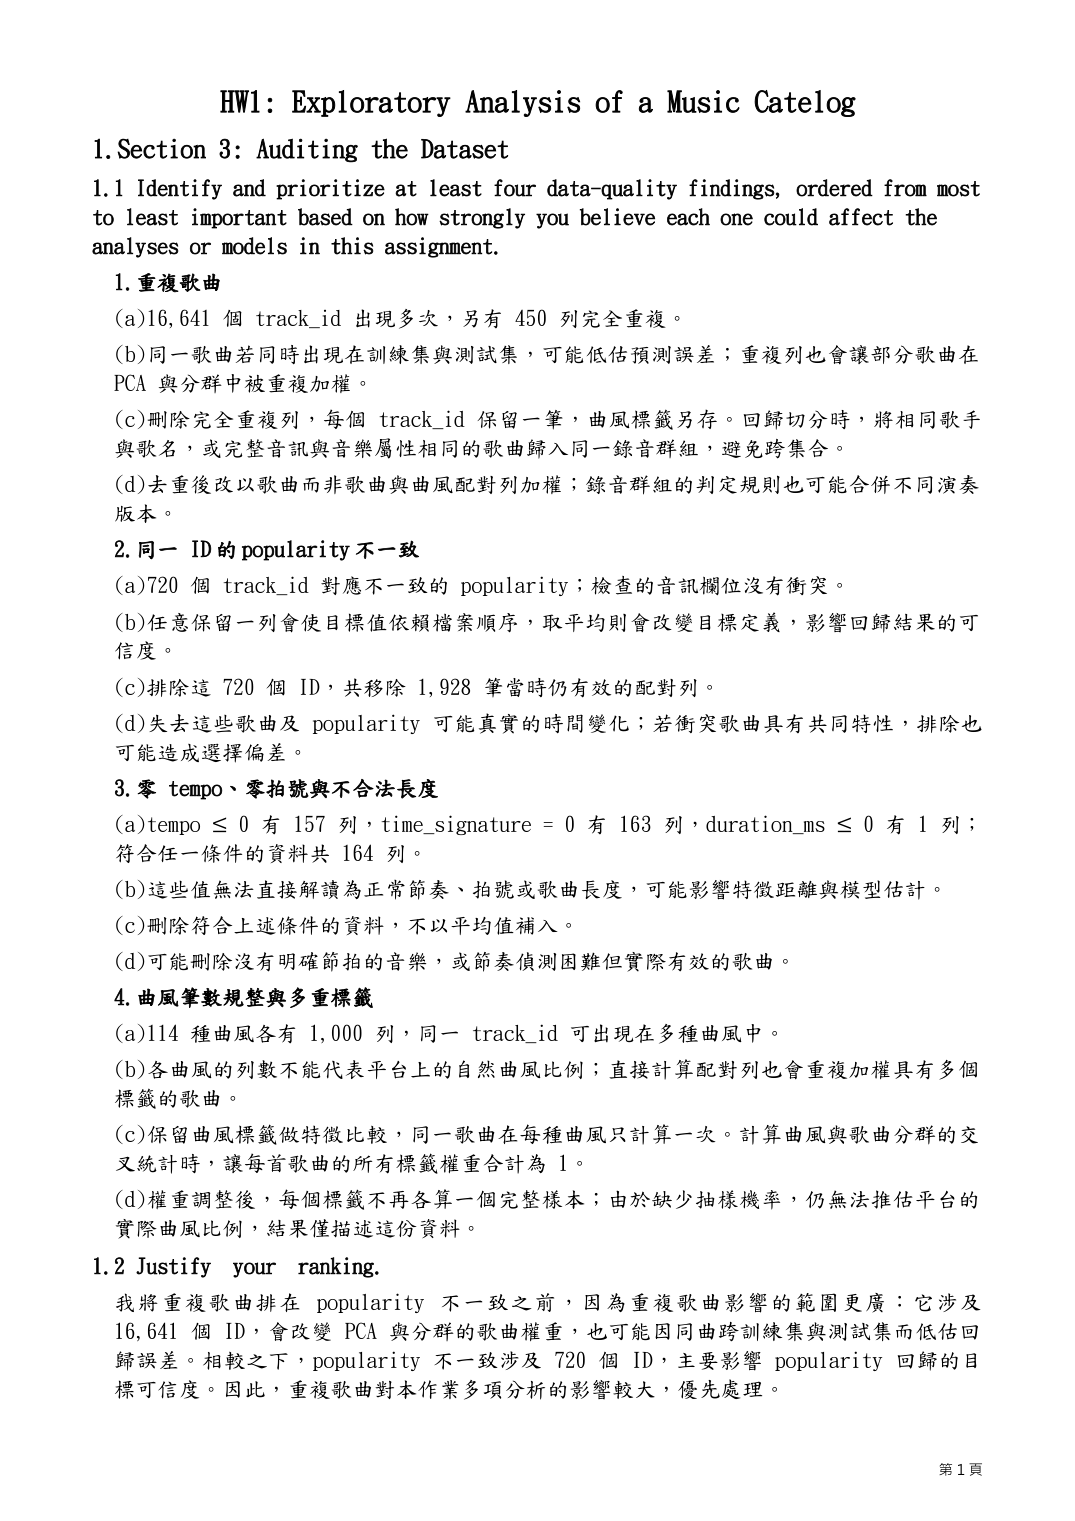 HW1: Exploratory Analysis of a Music Catelog
1.Section 3: Auditing the Dataset
1.1 Identify and prioritize at least four data-quality findings, ordered from most
to least important based on how strongly you believe each one could affect the
analyses or models in this assignment.
1.重複歌曲
(a)16,641 個 track_id 出現多次，另有 450 列完全重複。
(b)同一歌曲若同時出現在訓練集與測試集，可能低估預測誤差；重複列也會讓部分歌曲在
PCA 與分群中被重複加權。
(c)刪除完全重複列，每個 track_id 保留一筆，曲風標籤另存。回歸切分時，將相同歌手
與歌名，或完整音訊與音樂屬性相同的歌曲歸入同一錄音群組，避免跨集合。
(d)去重後改以歌曲而非歌曲與曲風配對列加權；錄音群組的判定規則也可能合併不同演奏
版本。
2.同一 ID的popularity不一致
(a)720 個 track_id 對應不一致的 popularity；檢查的音訊欄位沒有衝突。
(b)任意保留一列會使目標值依賴檔案順序，取平均則會改變目標定義，影響回歸結果的可
信度。
(c)排除這 720 個 ID，共移除 1,928 筆當時仍有效的配對列。
(d)失去這些歌曲及 popularity 可能真實的時間變化；若衝突歌曲具有共同特性，排除也
可能造成選擇偏差。
3.零 tempo、零拍號與不合法長度
(a)tempo ≤ 0 有 157 列，time_signature = 0 有 163 列，duration_ms ≤ 0 有 1 列；
符合任一條件的資料共 164 列。
(b)這些值無法直接解讀為正常節奏、拍號或歌曲長度，可能影響特徵距離與模型估計。
(c)刪除符合上述條件的資料，不以平均值補入。
(d)可能刪除沒有明確節拍的音樂，或節奏偵測困難但實際有效的歌曲。
4.曲風筆數規整與多重標籤
(a)114 種曲風各有 1,000 列，同一 track_id 可出現在多種曲風中。
(b)各曲風的列數不能代表平台上的自然曲風比例；直接計算配對列也會重複加權具有多個
標籤的歌曲。
(c)保留曲風標籤做特徵比較，同一歌曲在每種曲風只計算一次。計算曲風與歌曲分群的交
叉統計時，讓每首歌曲的所有標籤權重合計為 1。
(d)權重調整後，每個標籤不再各算一個完整樣本；由於缺少抽樣機率，仍無法推估平台的
實際曲風比例，結果僅描述這份資料。
1.2 Justify your ranking.
我將重複歌曲排在 popularity 不一致之前，因為重複歌曲影響的範圍更廣：它涉及
16,641 個 ID，會改變 PCA 與分群的歌曲權重，也可能因同曲跨訓練集與測試集而低估回
歸誤差。相較之下，popularity 不一致涉及 720 個 ID，主要影響 popularity 回歸的目
標可信度。因此，重複歌曲對本作業多項分析的影響較大，優先處理。
第 1 頁